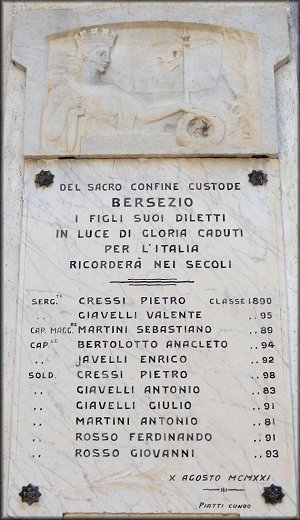 DEL SACRO CONFINE CUSTODE
BERSEZIO
I FIGLI SUOI DILETTI
IN LUCE DI GLORIA CADUTI
PER L'ITALIA
RICORDERÀ NEI SECOLI
SERG.TE CRESSI PIETRO CLASSE 1890
,, GIAVELLI VALENTE ,, 95
CAP. MAGG.RE MARTINI SEBASTIANO ,, 89
CAP.LE BERTOLOTTO ANACLETO ,, 94
,, JAVELLI ENRICO ,, 92
SOLD. CRESSI PIETRO ,, 98
,, GIAVELLI ANTONIO ,, 83
,, GIAVELLI GIULIO ,, 91
,, MARTINI ANTONIO ,, 81
,, ROSSO FERDINANDO ,, 91
,, ROSSO GIOVANNI ,, 93
X AGOSTO MCMXXI
PIATTI CUNEO